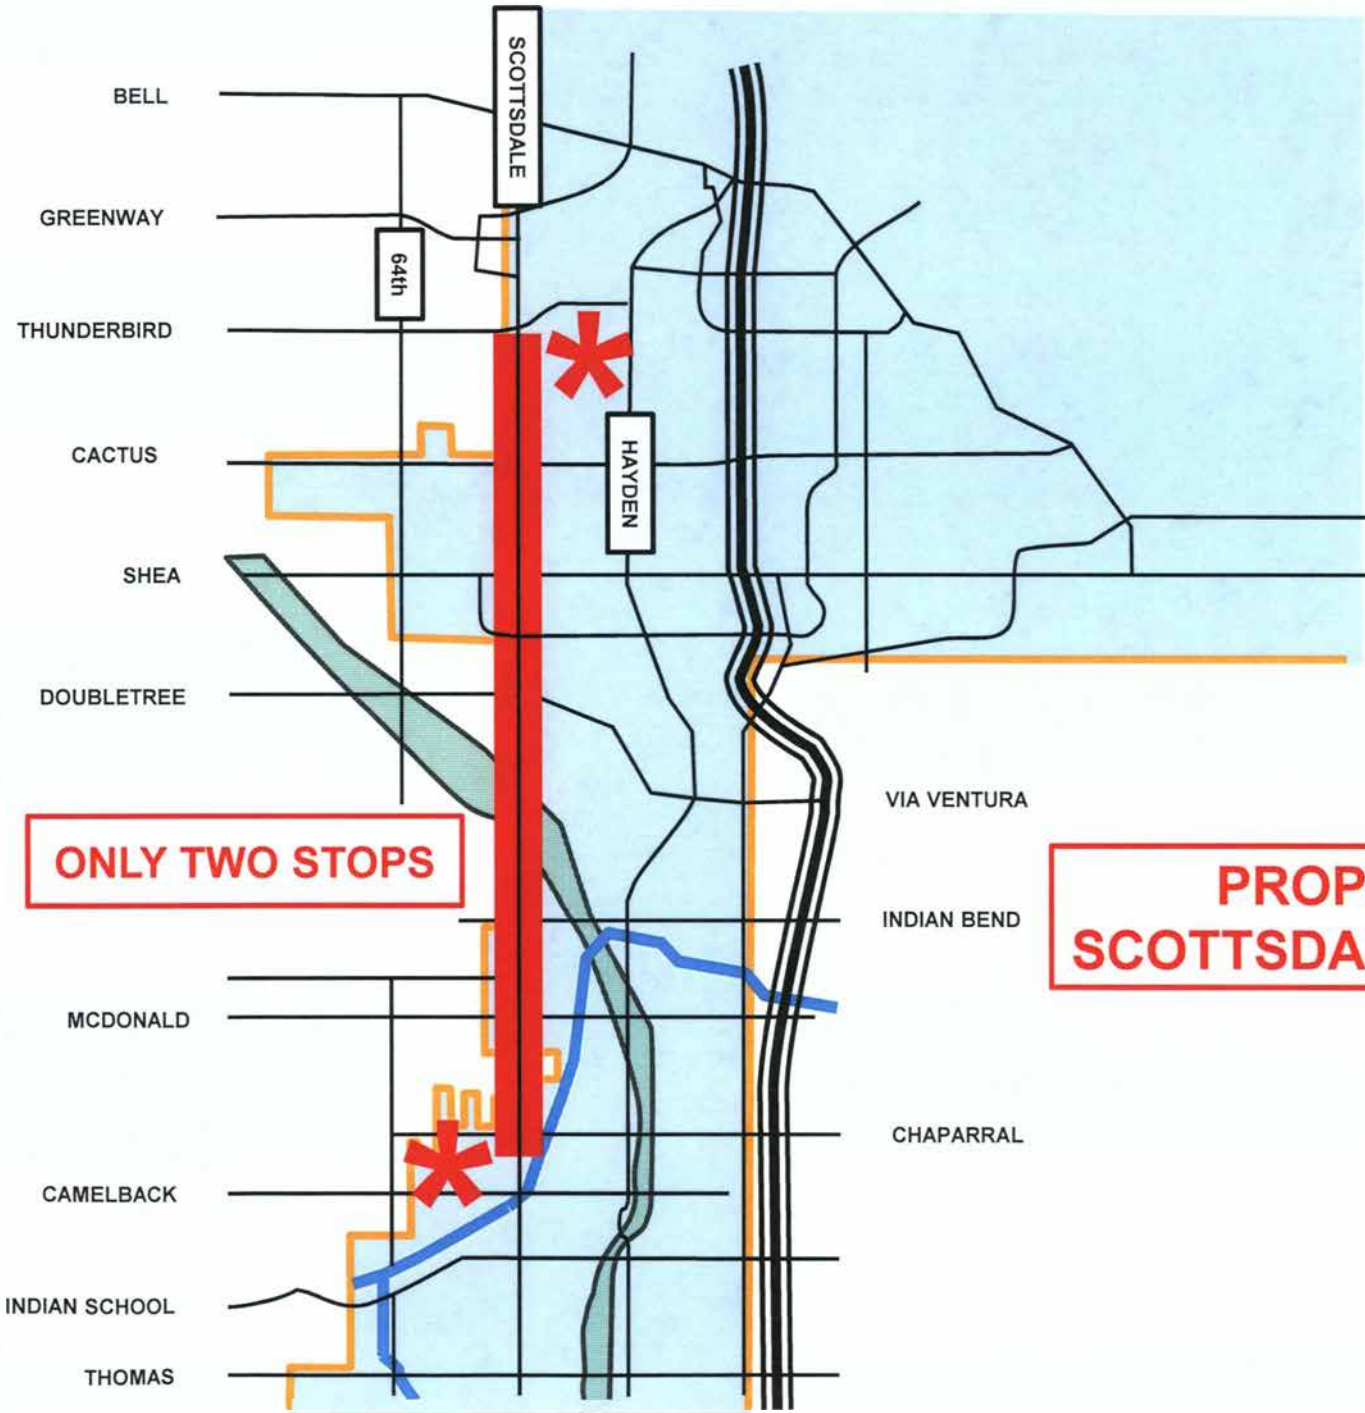 SCOTTSDALE
BELL
GREENWAY
64th
THUNDERBIRD
CACTUS
HAYDEN
SHEA
DOUBLETREE
VIA VENTURA
ONLY TWO STOPS
PROP
SCOTTSDA
INDIAN BEND
MCDONALD
CHAPARRAL
CAMELBACK
INDIAN SCHOOL
THOMAS